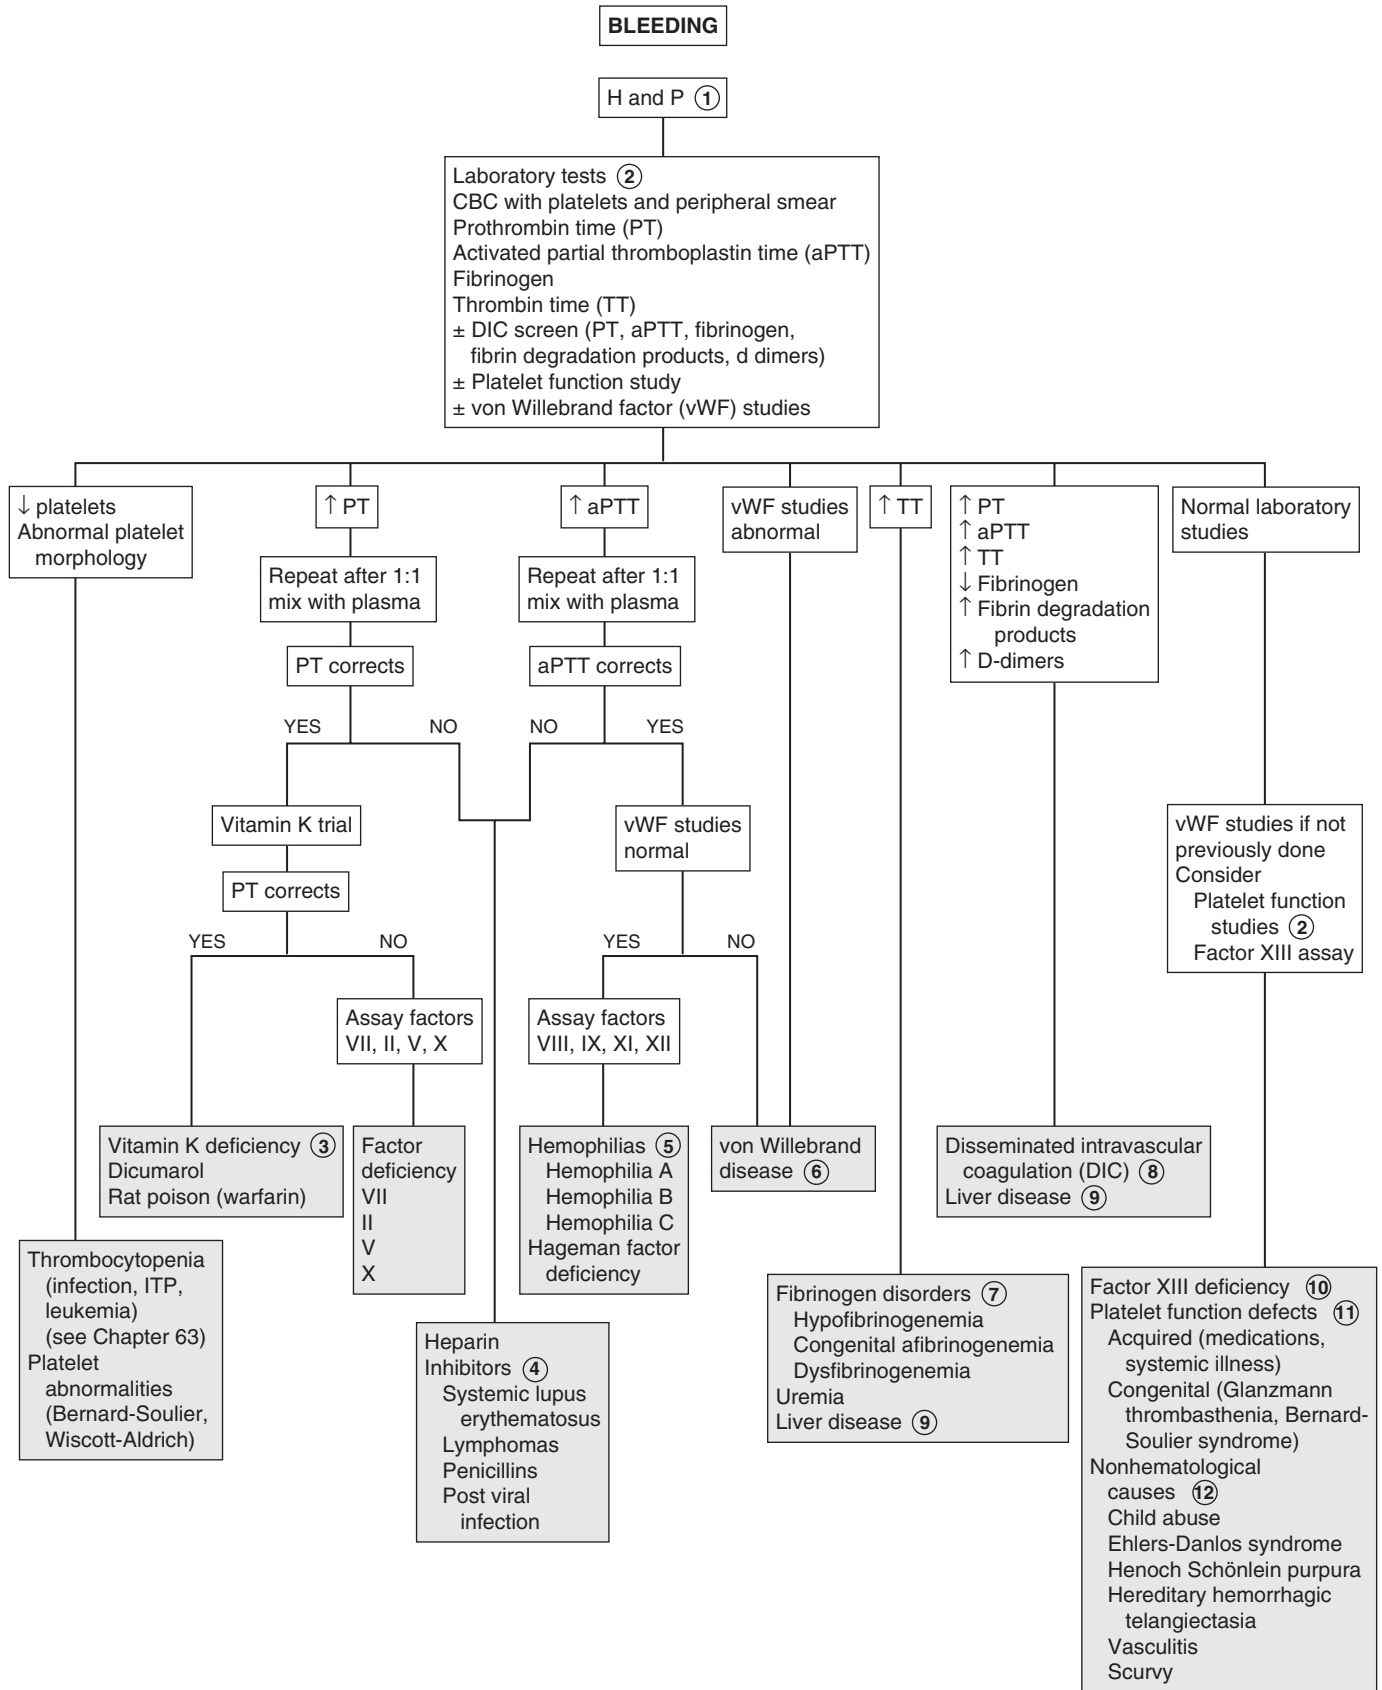 BLEEDING
H and P 1
Laboratory tests 2
CBC with platelets and peripheral smear
Prothrombin time (PT)
Activated partial thromboplastin time (aPTT)
Fibrinogen
Thrombin time (TT)
± DIC screen (PT, aPTT, fibrinogen,
fibrin degradation products, d dimers)
± Platelet function study
± von Willebrand factor (vWF) studies
↓ platelets
Abnormal platelet
morphology
↑ PT
↑ aPTT
vWF studies
abnormal
↑ TT
↑ PT
↑ aPTT
↑ TT
↓ Fibrinogen
↑ Fibrin degradation
products
↑ D-dimers
Normal laboratory
studies
Repeat after 1:1
mix with plasma
Repeat after 1:1
mix with plasma
PT corrects
aPTT corrects
YES
NO
NO
YES
Vitamin K trial
vWF studies
normal
vWF studies if not
previously done
Consider
Platelet function
studies 2
Factor XIII assay
PT corrects
YES
NO
YES
NO
Assay factors
VII, II, V, X
Assay factors
VIII, IX, XI, XII
Vitamin K deficiency 3
Dicumarol
Rat poison (warfarin)
Factor
deficiency
VII
II
V
X
Hemophilias 5
Hemophilia A
Hemophilia B
Hemophilia C
Hageman factor
deficiency
von Willebrand
disease 6
Disseminated intravascular
coagulation (DIC) 8
Liver disease 9
Thrombocytopenia
(infection, ITP,
leukemia)
(see Chapter 63)
Platelet
abnormalities
(Bernard-Soulier,
Wiscott-Aldrich)
Heparin
Inhibitors 4
Systemic lupus
erythematosus
Lymphomas
Penicillins
Post viral
infection
Fibrinogen disorders 7
Hypofibrinogenemia
Congenital afibrinogenemia
Dysfibrinogenemia
Uremia
Liver disease 9
Factor XIII deficiency 10
Platelet function defects 11
Acquired (medications,
systemic illness)
Congenital (Glanzmann
thrombasthenia, Bernard-
Soulier syndrome)
Nonhematological
causes 12
Child abuse
Ehlers-Danlos syndrome
Henoch Schönlein purpura
Hereditary hemorrhagic
telangiectasia
Vasculitis
Scurvy